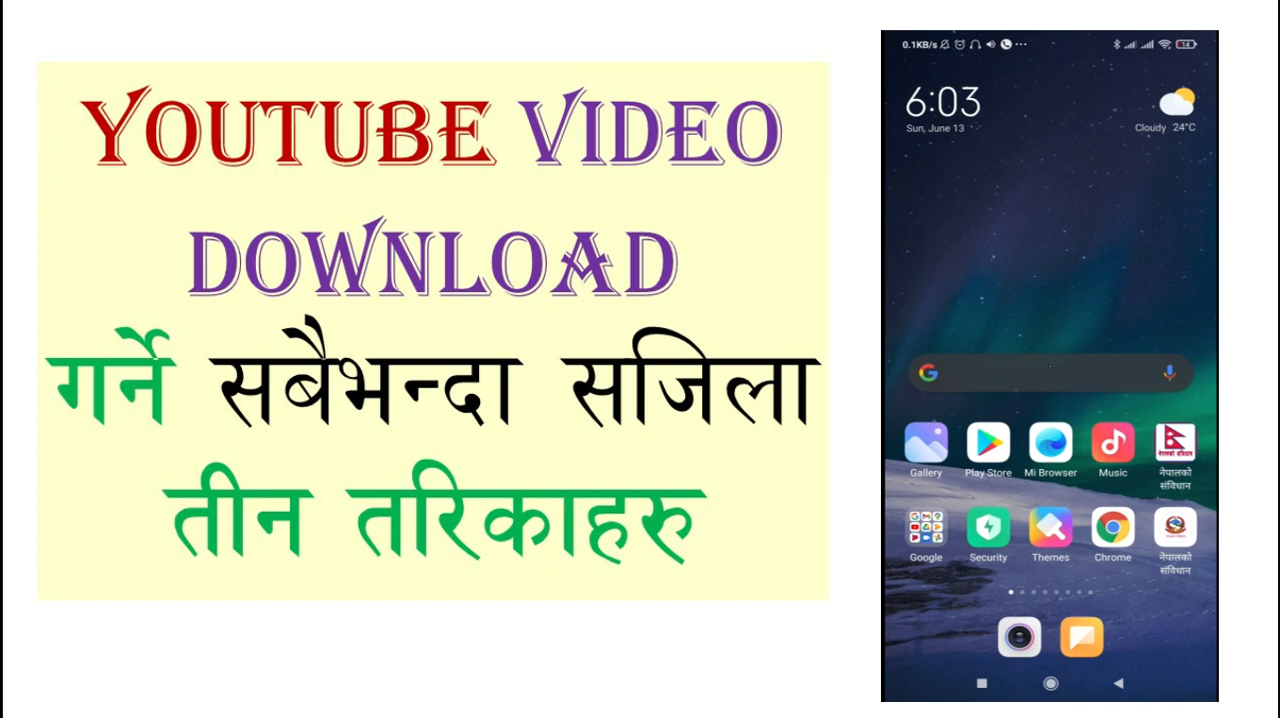 YOUTUBE VIDEO
DOWNLOAD
गर्ने सबैभन्दा सजिला
तीन तरिकाहरु
0.1KB/s
14
6:03
Sun, June 13
Cloudy 24°C
Gallery Play Store Mi Browser Music नेपालको संविधान
Google Security Themes Chrome नेपालको संविधान